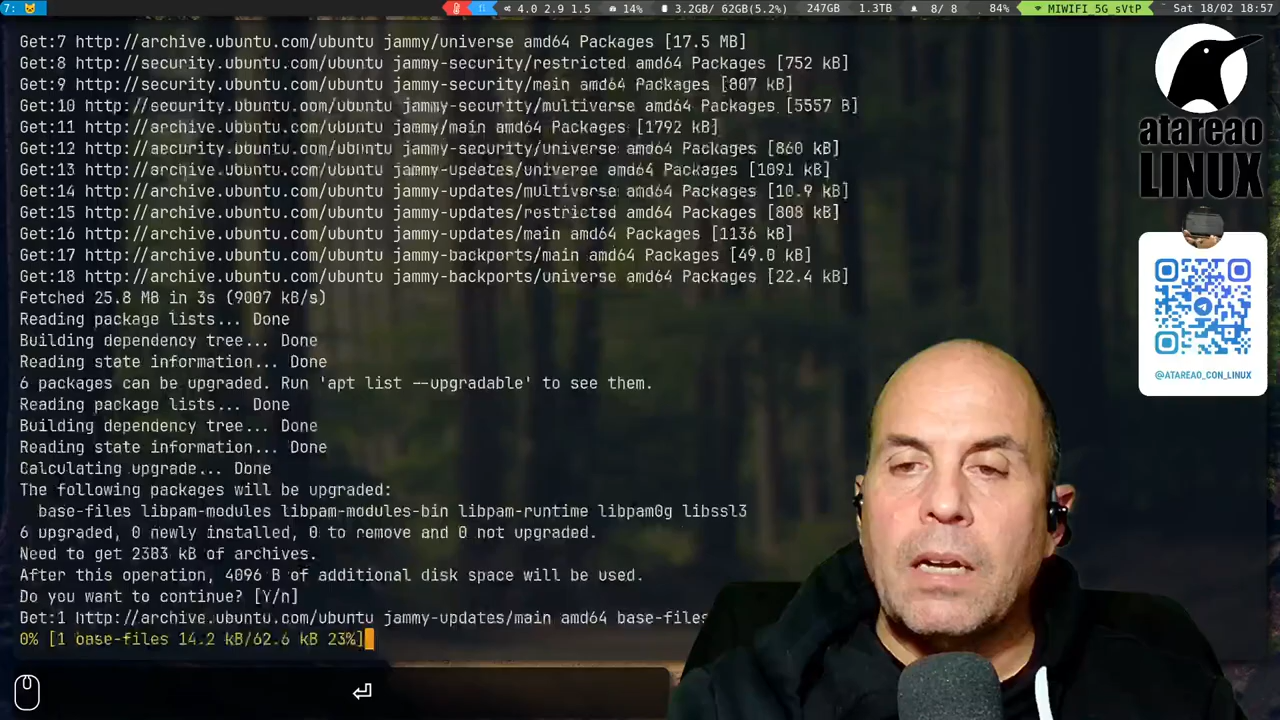 7:
4.0 2.9 1.5 14% 3.2GB/ 62GB(5.2%) 247GB 1.3TB 8/ 8 84% MIWIFI 5G sVtP Sat 18/02 18:57
Get:7 http://archive.ubuntu.com/ubuntu jammy/universe amd64 Packages [17.5 MB]
Get:8 http://security.ubuntu.com/ubuntu jammy-security/restricted amd64 Packages [752 kB]
Get:9 http://security.ubuntu.com/ubuntu jammy-security/main amd64 Packages [807 kB]
Get:10 http://security.ubuntu.com/ubuntu jammy-security/multiverse amd64 Packages [5557 B]
Get:11 http://archive.ubuntu.com/ubuntu jammy/main amd64 Packages [1792 kB]
Get:12 http://security.ubuntu.com/ubuntu jammy-security/universe amd64 Packages [860 kB]
Get:13 http://archive.ubuntu.com/ubuntu jammy-updates/universe amd64 Packages [1091 kB]
Get:14 http://archive.ubuntu.com/ubuntu jammy-updates/multiverse amd64 Packages [10.9 kB]
Get:15 http://archive.ubuntu.com/ubuntu jammy-updates/restricted amd64 Packages [808 kB]
Get:16 http://archive.ubuntu.com/ubuntu jammy-updates/main amd64 Packages [1136 kB]
Get:17 http://archive.ubuntu.com/ubuntu jammy-backports/main amd64 Packages [49.0 kB]
Get:18 http://archive.ubuntu.com/ubuntu jammy-backports/universe amd64 Packages [22.4 kB]
Fetched 25.8 MB in 3s (9007 kB/s)
Reading package lists... Done
Building dependency tree... Done
Reading state information... Done
6 packages can be upgraded. Run 'apt list --upgradable' to see them.
Reading package lists... Done
Building dependency tree... Done
Reading state information... Done
Calculating upgrade... Done
The following packages will be upgraded:
base-files libpam-modules libpam-modules-bin libpam-runtime libpam0g libssl3
6 upgraded, 0 newly installed, 0 to remove and 0 not upgraded.
Need to get 2383 kB of archives.
After this operation, 4096 B of additional disk space will be used.
Do you want to continue? [Y/n]
Get:1 http://archive.ubuntu.com/ubuntu jammy-updates/main amd64 base-files
0% [1 base-files 14.2 kB/62.6 kB 23%]
atareao
LINUX
@ATAREAO_CON_LINUX